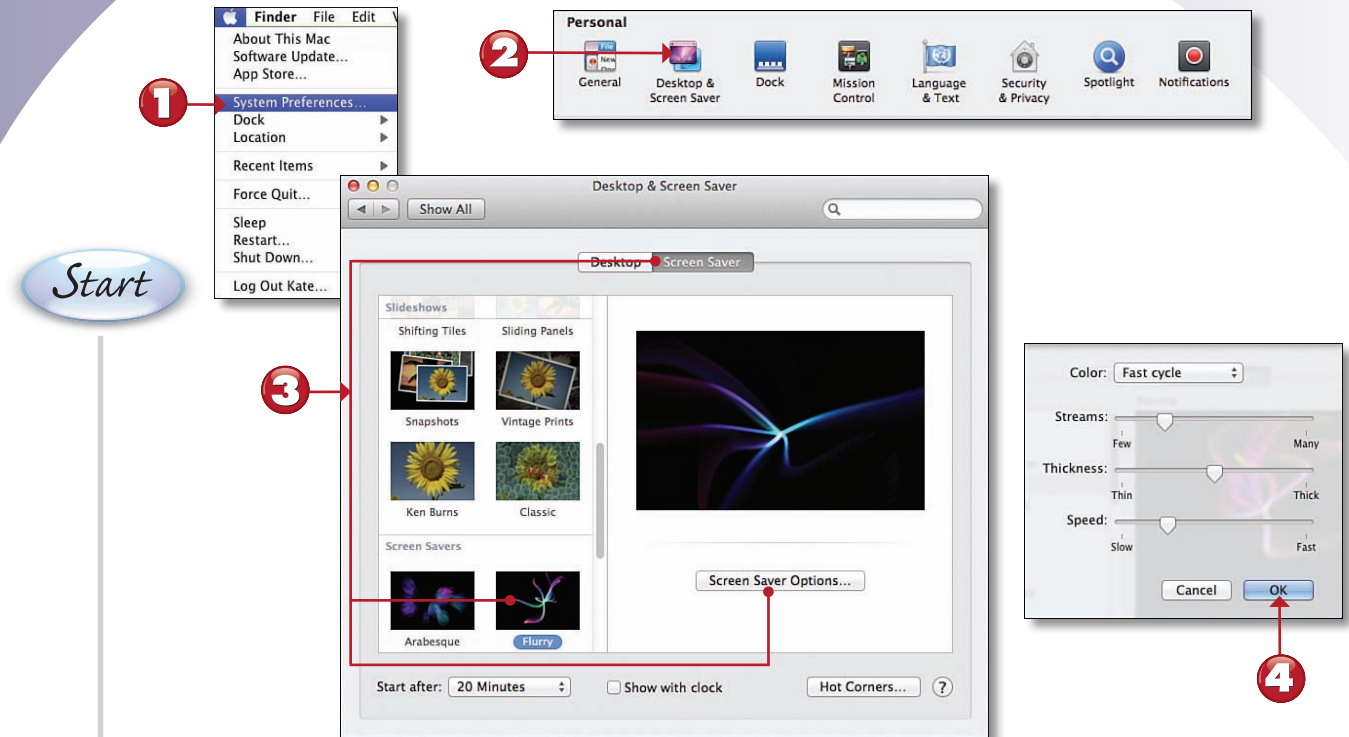 Finder File Edit
About This Mac
Software Update...
App Store...
System Preferences...
Dock
Location
Recent Items
Force Quit...
Sleep
Restart...
Shut Down...
Log Out Kate...
1
Start
2
Personal
File
New
General
Desktop &
Screen Saver
Dock
Mission
Control
Language
& Text
Security
& Privacy
Spotlight
Notifications
3
Desktop & Screen Saver
Show All
Desktop
Screen Saver
Slideshows
Shifting Tiles
Sliding Panels
Snapshots
Vintage Prints
Ken Burns
Classic
Screen Savers
Arabesque
Flurry
Screen Saver Options...
Start after: 20 Minutes
Show with clock
Hot Corners...
?
Color: Fast cycle
Streams:
Few
Many
Thickness:
Thin
Thick
Speed:
Slow
Fast
Cancel
OK
4